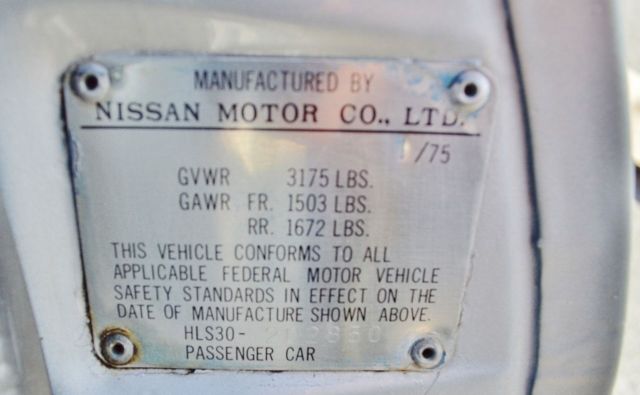 MANUFACTURED BY
NISSAN MOTOR CO., LTD.
/75
GVWR 3175 LBS.
GAWR FR. 1503 LBS.
RR. 1672 LBS.
THIS VEHICLE CONFORMS TO ALL
APPLICABLE FEDERAL MOTOR VEHICLE
SAFETY STANDARDS IN EFFECT ON THE
DATE OF MANUFACTURE SHOWN ABOVE.
HLS30-
PASSENGER CAR